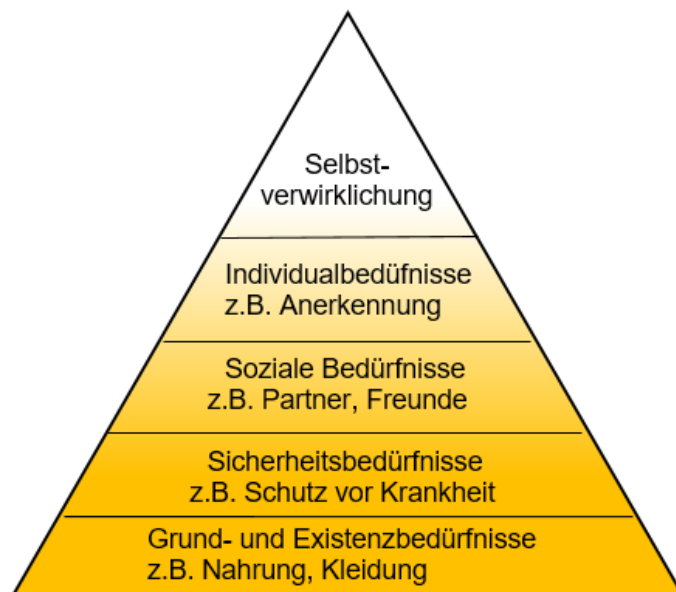 Selbst-
verwirklichung
Individualbedüfnisse
z.B. Anerkennung
Soziale Bedürfnisse
z.B. Partner, Freunde
Sicherheitsbedürfnisse
z.B. Schutz vor Krankheit
Grund- und Existenzbedürfnisse
z.B. Nahrung, Kleidung